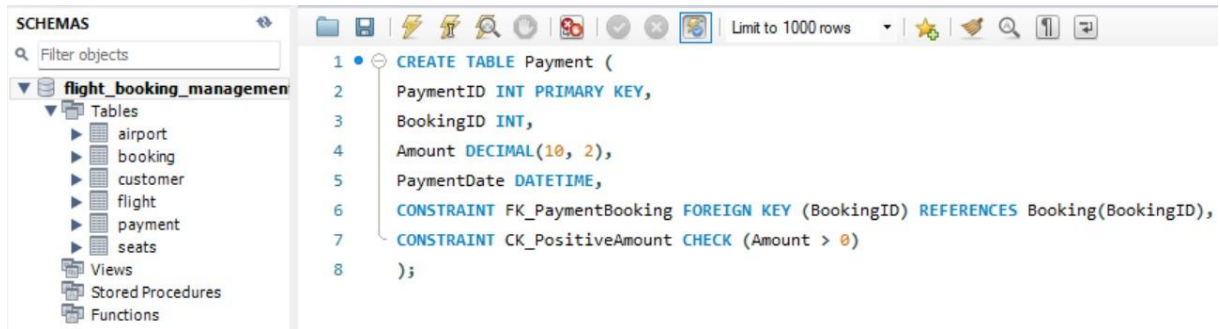 SCHEMAS
Filter objects
flight_booking_managemen
Tables
airport
booking
customer
flight
payment
seats
Views
Stored Procedures
Functions
Limit to 1000 rows
1 CREATE TABLE Payment (
2 PaymentID INT PRIMARY KEY,
3 BookingID INT,
4 Amount DECIMAL(10, 2),
5 PaymentDate DATETIME,
6 CONSTRAINT FK_PaymentBooking FOREIGN KEY (BookingID) REFERENCES Booking(BookingID),
7 CONSTRAINT CK_PositiveAmount CHECK (Amount > 0)
8 );